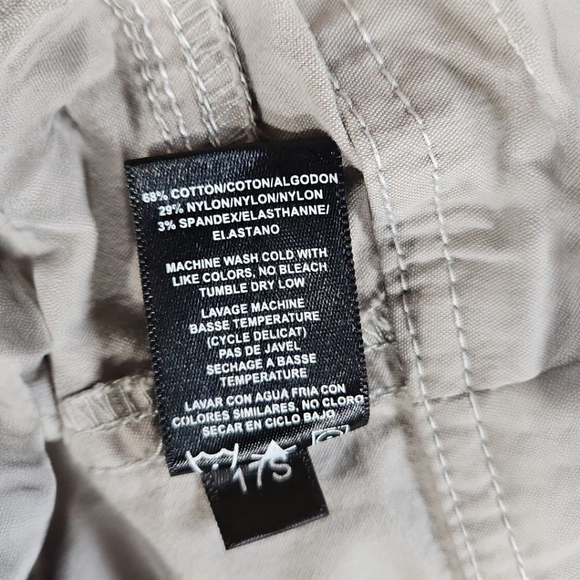 68% COTTON/COTON/ALGODON
29% NYLON/NYLON/NYLON
3% SPANDEX/ELASTHANNE/
ELASTANO
MACHINE WASH COLD WITH
LIKE COLORS, NO BLEACH
TUMBLE DRY LOW
LAVAGE MACHINE
BASSE TEMPERATURE
(CYCLE DELICAT)
PAS DE JAVEL
SECHAGE A BASSE
TEMPERATURE
LAVAR CON AGUA FRIA CON
COLORES SIMILARES, NO CLORO
SECAR EN CICLO BAJO
17S